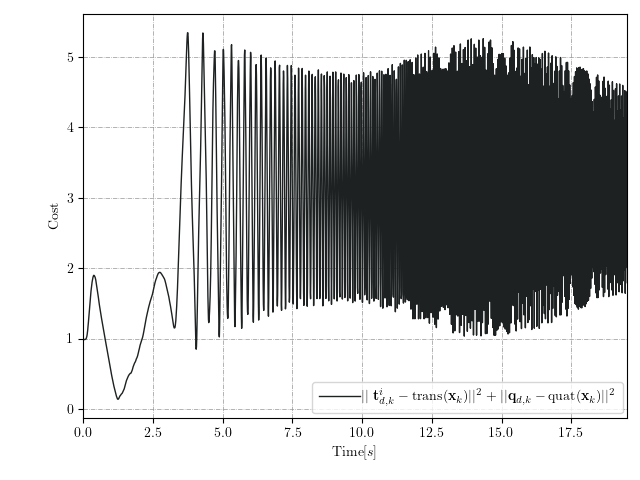 5
4
3
2
1
0
Cost
|| t^i_{d,k} − trans(x_k)||^2 + ||q_{d,k} − quat(x_k)||^2
0.0 2.5 5.0 7.5 10.0 12.5 15.0 17.5
Time[s]